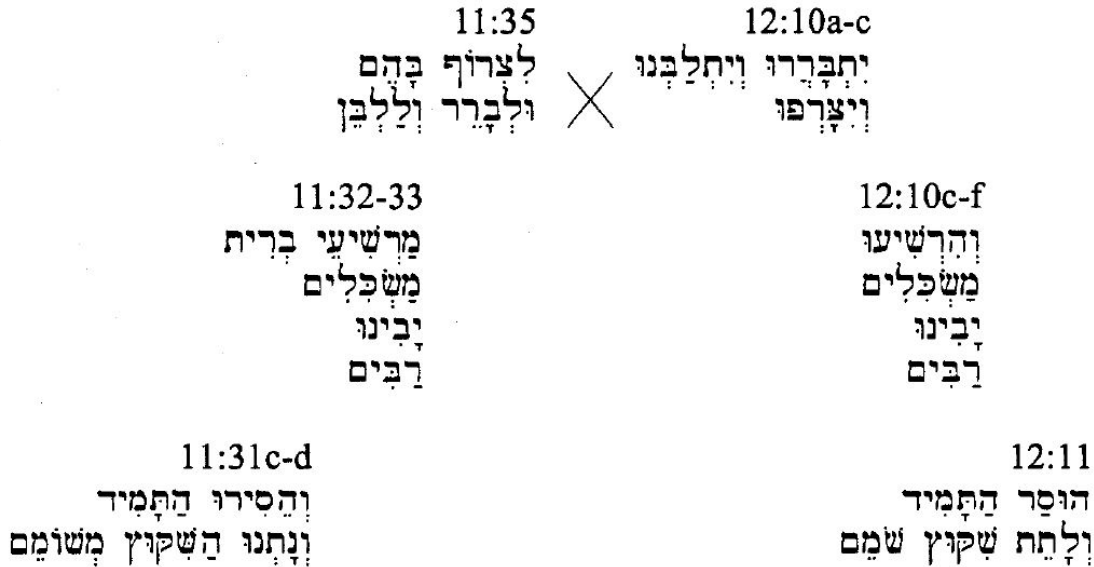 11:35
לִצְרוֹף בָּהֶם
וּלְבָרֵר וְלַלְבֵּן
12:10a-c
יִתְבָּרֲרוּ וְיִתְלַבְּנוּ
וְיִצָּרְפוּ
11:32-33
מַרְשִׁיעֵי בְרִית
מַשְׂכִּלִים
יָבִינוּ
רַבִּים
12:10c-f
וְהִרְשִׁיעוּ
מַשְׂכִּלִים
יָבִינוּ
רַבִּים
11:31c-d
וְהֵסִירוּ הַתָּמִיד
וְנָתְנוּ הַשִּׁקּוּץ מְשׁוֹמֵם
12:11
הוּסַר הַתָּמִיד
וְלָתֵת שִׁקּוּץ שֹׁמֵם